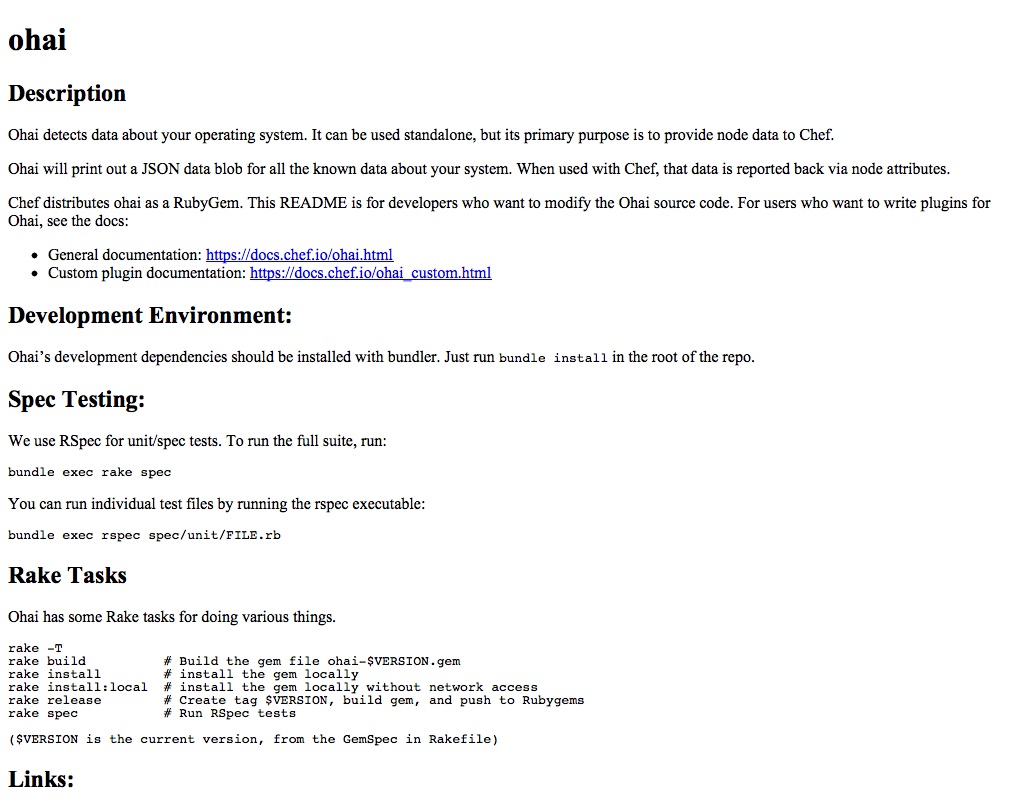 ohai
Description
Ohai detects data about your operating system. It can be used standalone, but its primary purpose is to provide node data to Chef.
Ohai will print out a JSON data blob for all the known data about your system. When used with Chef, that data is reported back via node attributes.
Chef distributes ohai as a RubyGem. This README is for developers who want to modify the Ohai source code. For users who want to write plugins for
Ohai, see the docs:
• General documentation: https://docs.chef.io/ohai.html
• Custom plugin documentation: https://docs.chef.io/ohai_custom.html
Development Environment:
Ohai’s development dependencies should be installed with bundler. Just run bundle install in the root of the repo.
Spec Testing:
We use RSpec for unit/spec tests. To run the full suite, run:
bundle exec rake spec
You can run individual test files by running the rspec executable:
bundle exec rspec spec/unit/FILE.rb
Rake Tasks
Ohai has some Rake tasks for doing various things.
rake -T
rake build          # Build the gem file ohai-$VERSION.gem
rake install        # install the gem locally
rake install:local  # install the gem locally without network access
rake release        # Create tag $VERSION, build gem, and push to Rubygems
rake spec           # Run RSpec tests
($VERSION is the current version, from the GemSpec in Rakefile)
Links: